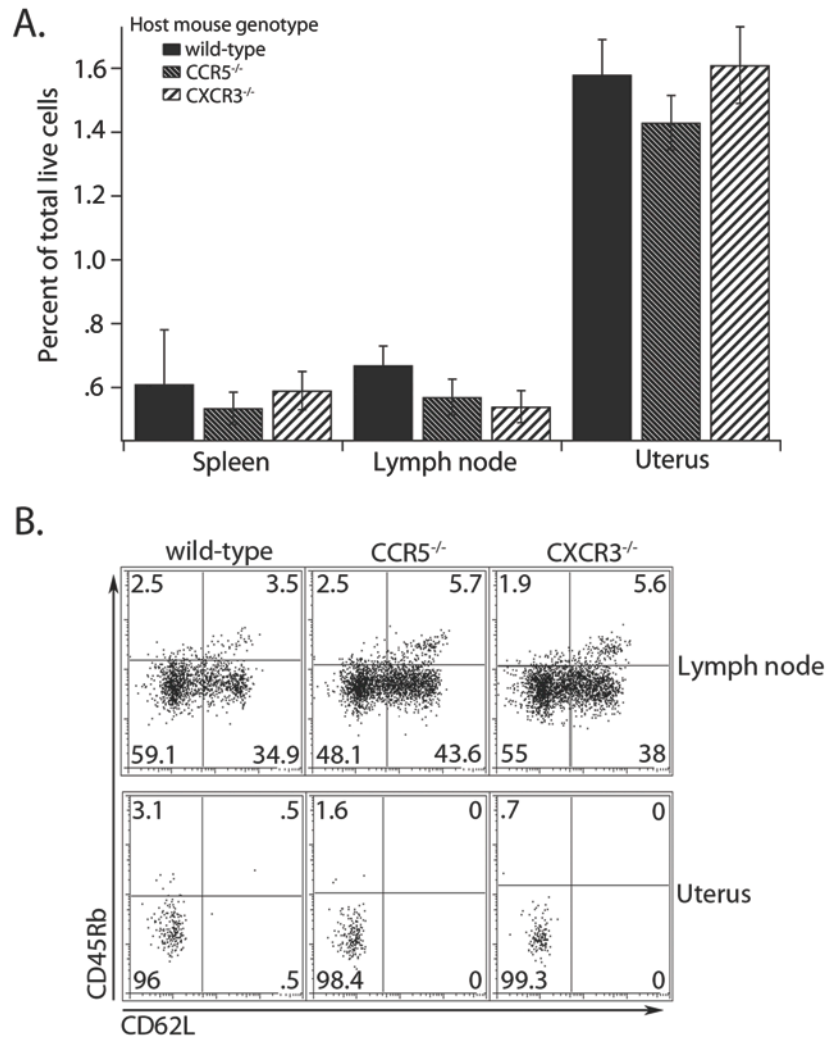 A.
Host mouse genotype
wild-type
CCR5-/-
CXCR3-/-
Percent of total live cells
1.6
1.4
1.2
1.0
.8
.6
Spleen Lymph node Uterus
B.
wild-type CCR5-/- CXCR3-/-
2.5 3.5 2.5 5.7 1.9 5.6
Lymph node
59.1 34.9 48.1 43.6 55 38
3.1 .5 1.6 0 .7 0
Uterus
96 .5 98.4 0 99.3 0
CD45Rb
CD62L